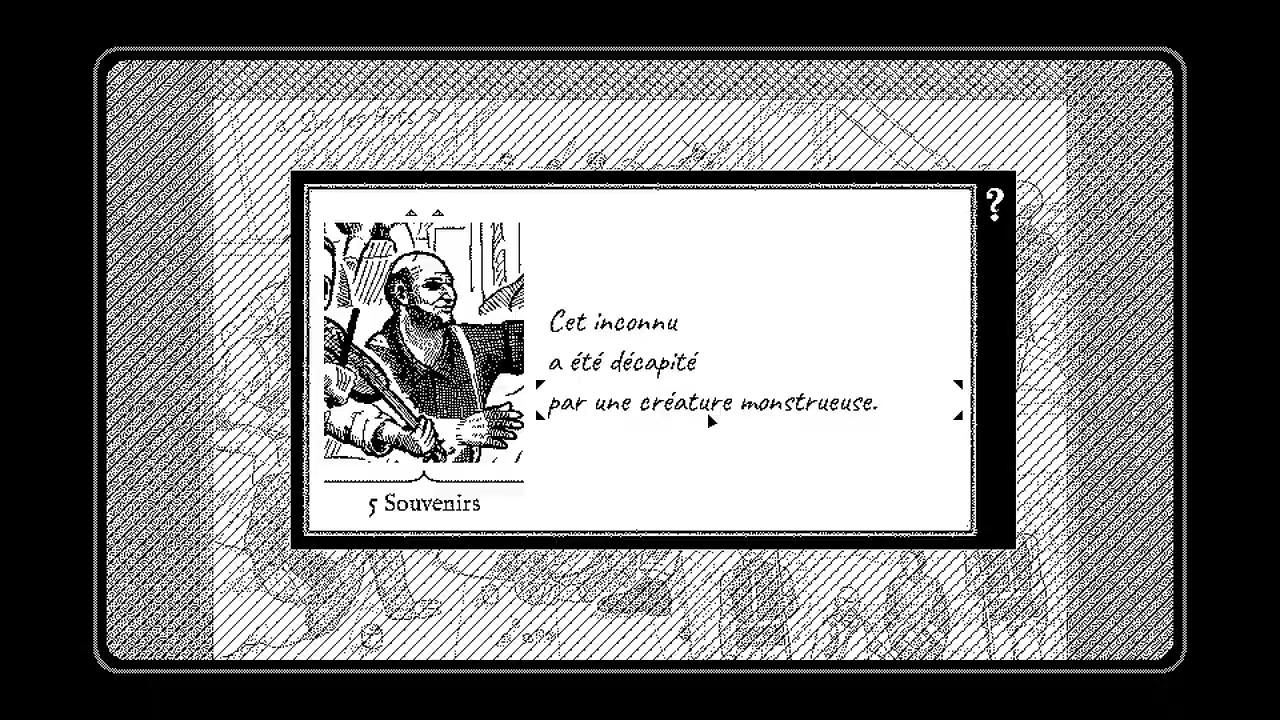 ?
Cet inconnu
a été décapité
par une créature monstrueuse.
5 Souvenirs